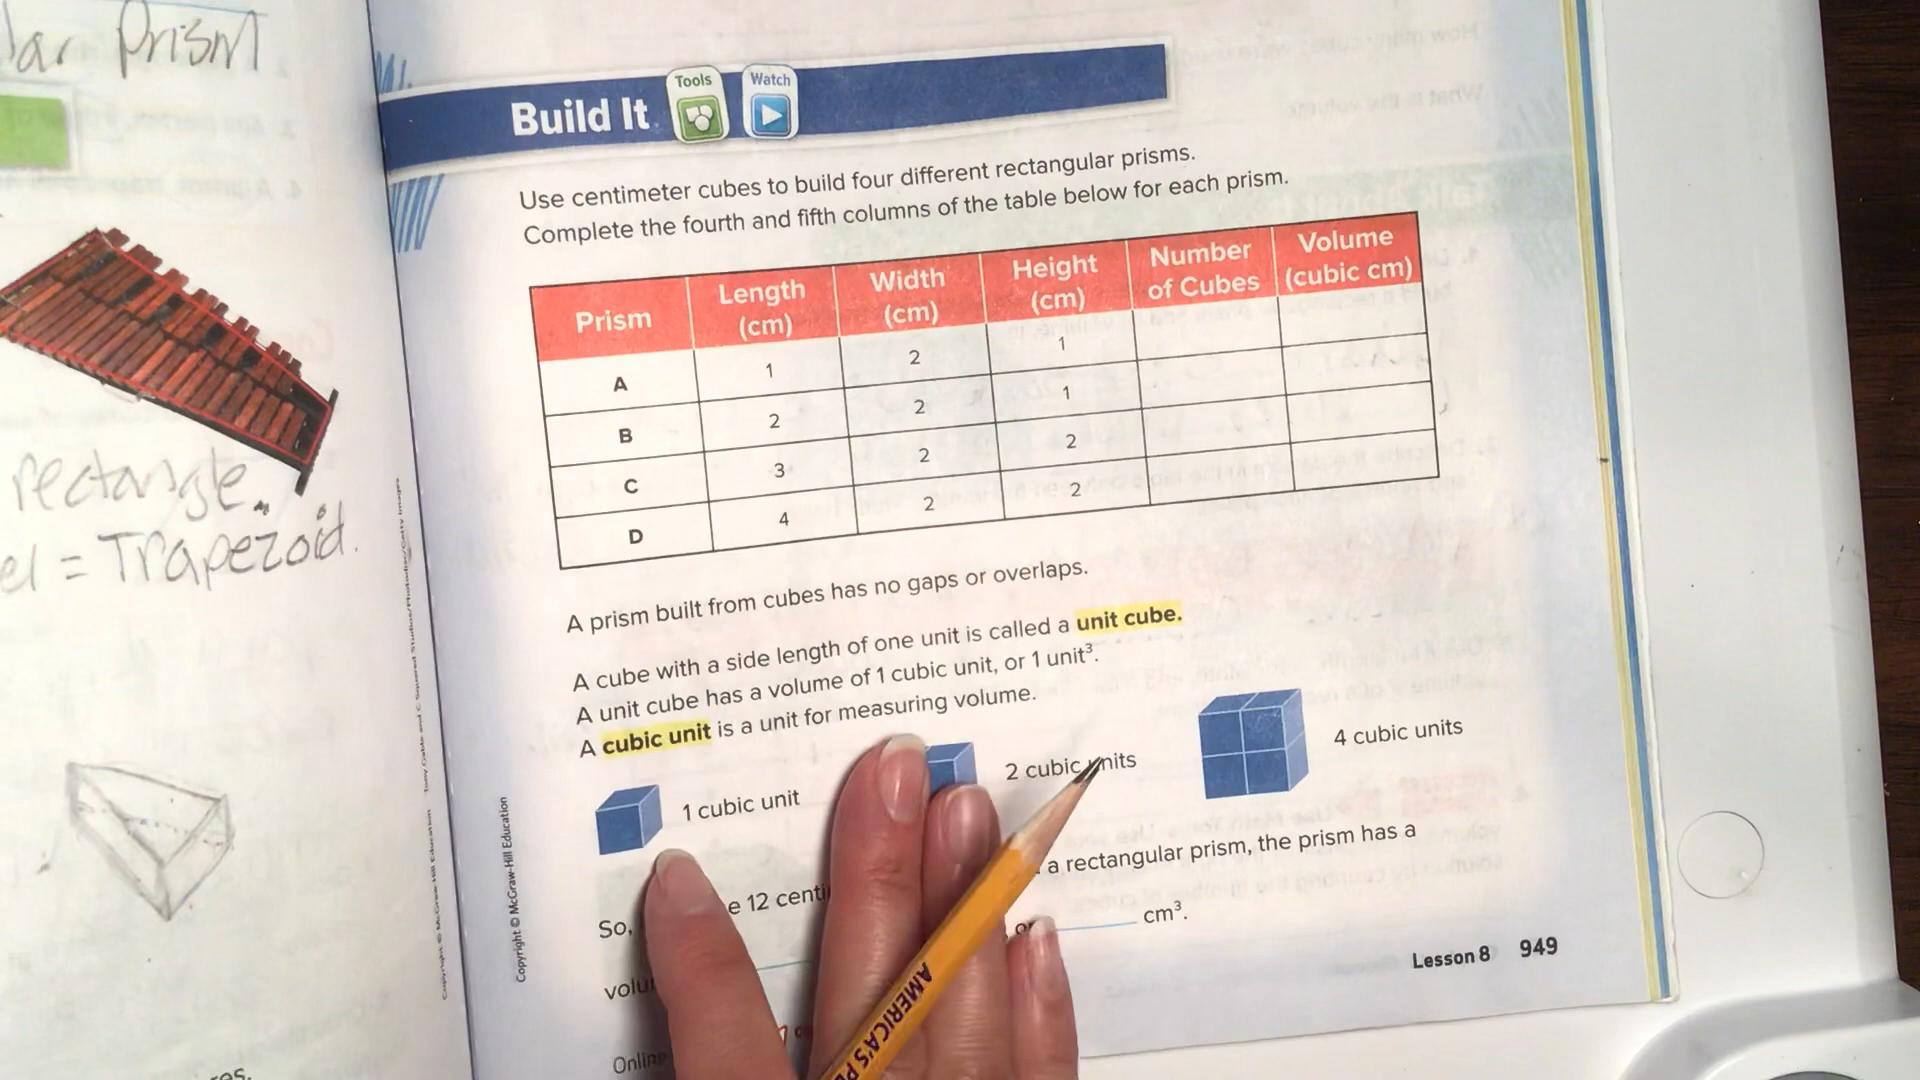 lar Prism
rectangle.
el = Trapezoid.
Build It
Tools
Watch
Use centimeter cubes to build four different rectangular prisms.
Complete the fourth and fifth columns of the table below for each prism.
Prism Length (cm) Width (cm) Height (cm) Number of Cubes Volume (cubic cm)
A 1 2 1
B 2 2 1
C 3 2 2
D 4 2 2
A prism built from cubes has no gaps or overlaps.
A cube with a side length of one unit is called a unit cube.
A unit cube has a volume of 1 cubic unit, or 1 unit³.
A cubic unit is a unit for measuring volume.
1 cubic unit
2 cubic units
4 cubic units
So, e 12 centi a rectangular prism, the prism has a
volu or cm³.
Online
Lesson 8 949
Copyright © McGraw-Hill Education
AMERICA'S P